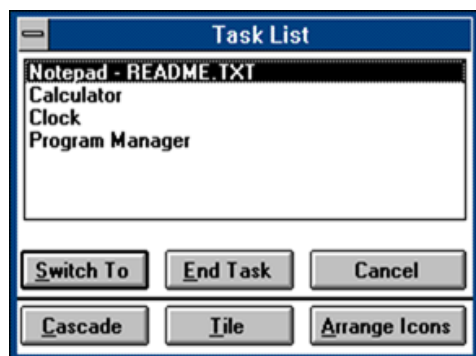 Task List
Notepad - README.TXT
Calculator
Clock
Program Manager
Switch To End Task Cancel
Cascade Tile Arrange Icons